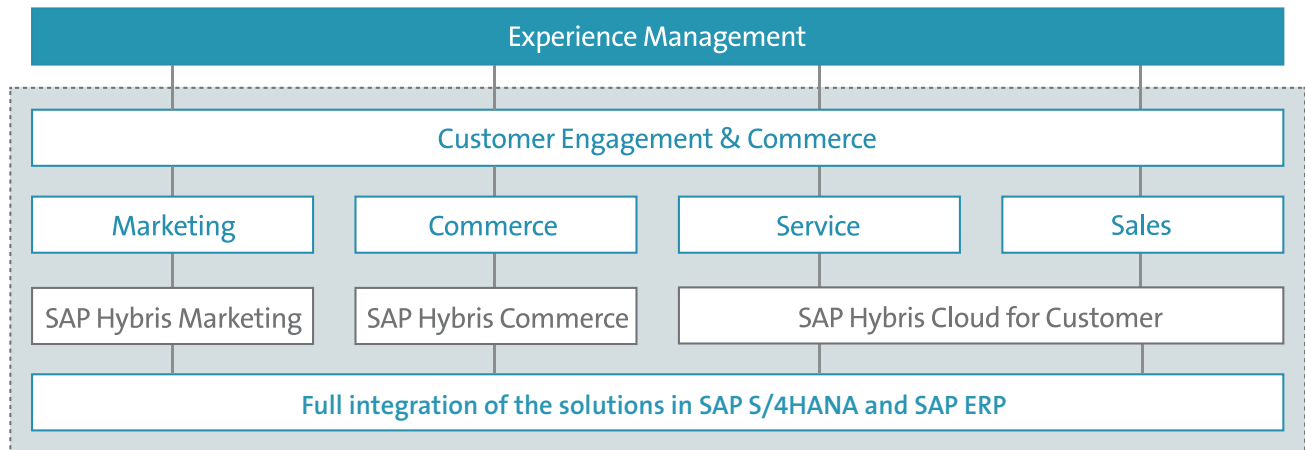 Experience Management
Customer Engagement & Commerce
Marketing
Commerce
Service
Sales
SAP Hybris Marketing
SAP Hybris Commerce
SAP Hybris Cloud for Customer
Full integration of the solutions in SAP S/4HANA and SAP ERP